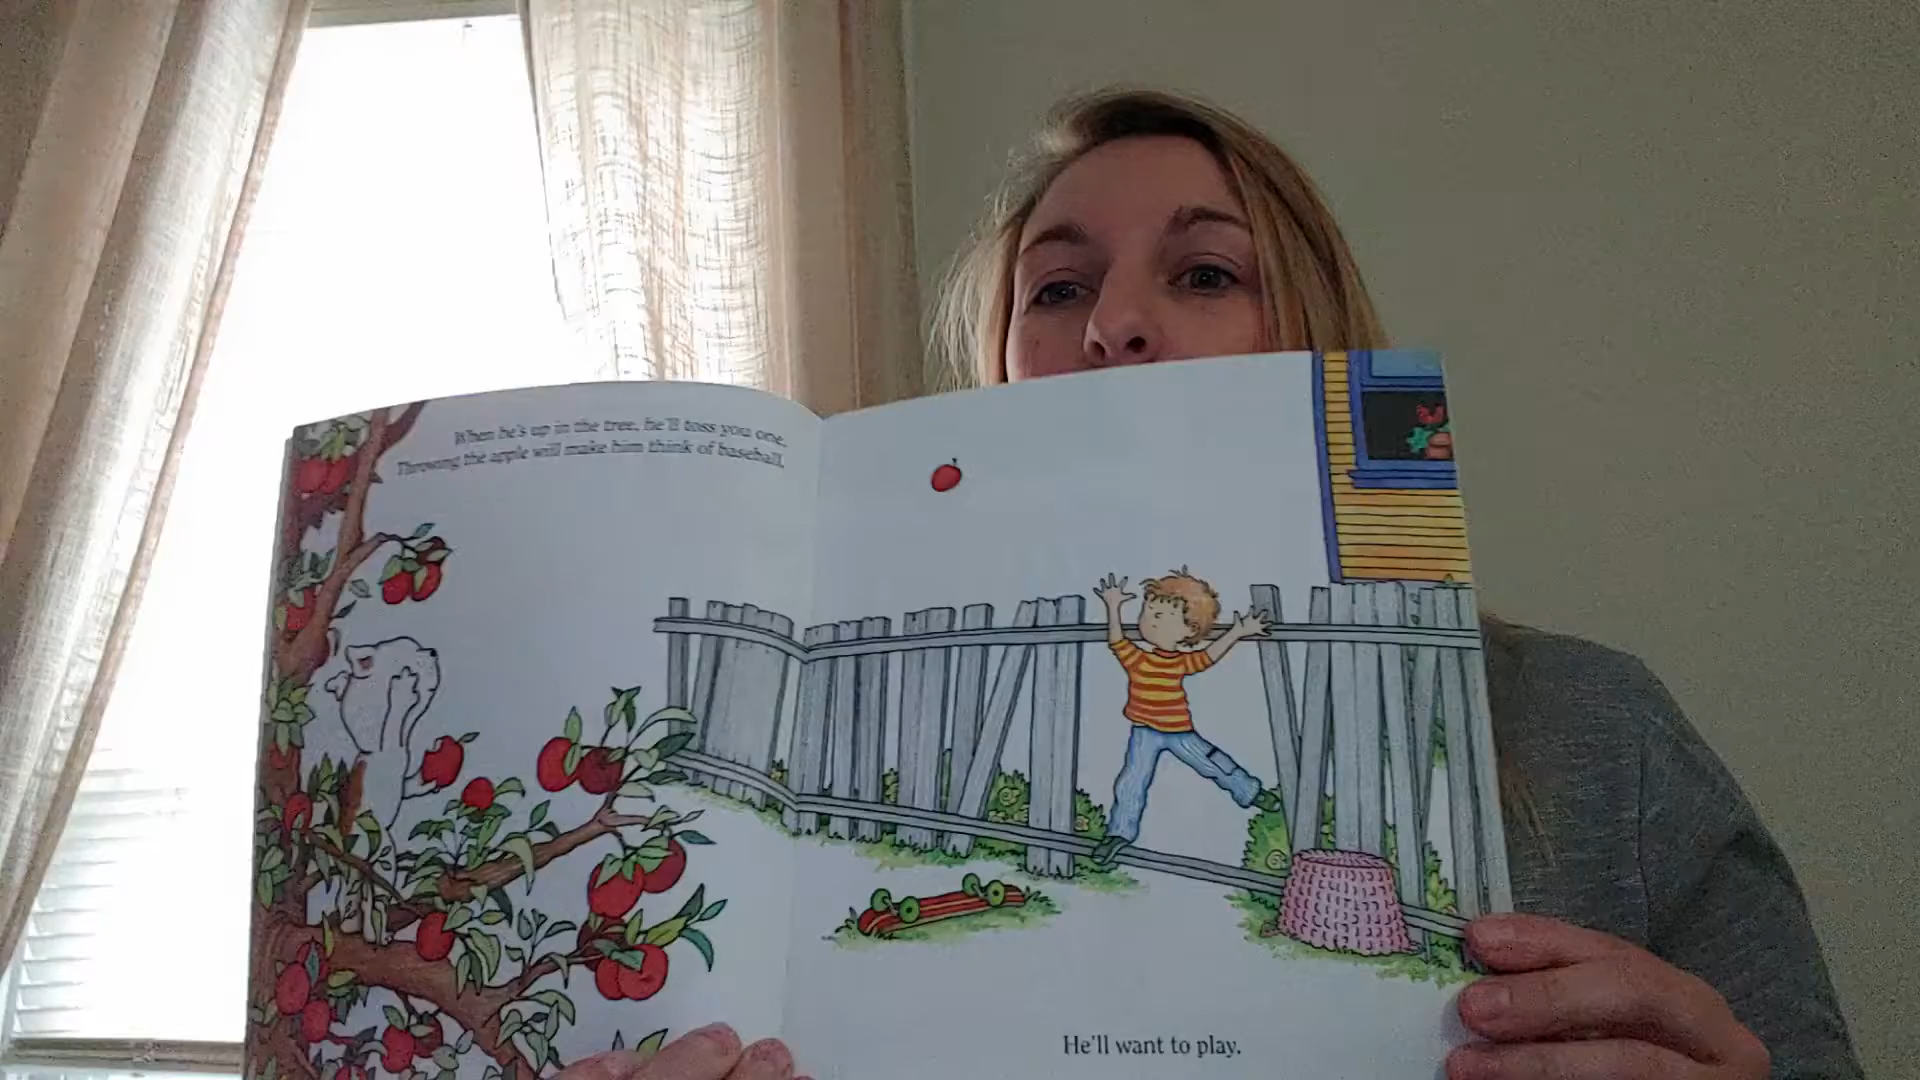 When he's up in the tree, he'll toss you one.
Throwing the apple will make him think of baseball.
He'll want to play.